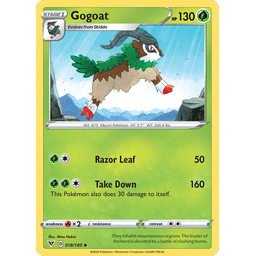 STAGE 1 Gogoat HP 130
Evolves from Skiddo
NO. 673 Mount Pokémon HT: 5'7" WT: 200.6 lbs.
Razor Leaf 50
Take Down 160
This Pokémon also does 30 damage to itself.
weakness ×2 resistance retreat
Illus. Mina Nakai
They inhabit mountainous regions. The leader of
the herd is decided by a battle of clashing horns.
018/185
©2020 Pokémon / Nintendo / Creatures / GAME FREAK